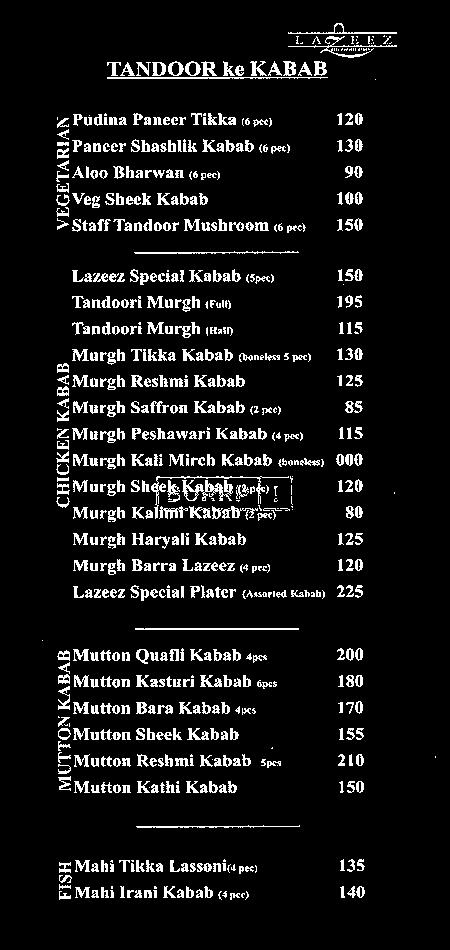 LAZEEZ
TANDOOR ke KABAB
VEGETARIAN
Pudina Paneer Tikka (6 pec) 120
Paneer Shashlik Kabab (6 pec) 130
Aloo Bharwan (6 pec) 90
Veg Sheek Kabab 100
Staff Tandoor Mushroom (6 pec) 150
CHICKEN KABAB
Lazeez Special Kabab (5pec) 150
Tandoori Murgh (Full) 195
Tandoori Murgh (Half) 115
Murgh Tikka Kabab (boneless 5 pec) 130
Murgh Reshmi Kabab 125
Murgh Saffron Kabab (2 pec) 85
Murgh Peshawari Kabab (4 pec) 115
Murgh Kali Mirch Kabab (boneless) 000
Murgh Sheek Kabab (2 pec) 120
BURRP!
Murgh Kalimi Kabab (2 pec) 80
Murgh Haryali Kabab 125
Murgh Barra Lazeez (4 pec) 120
Lazeez Special Plater (Assorted Kabab) 225
MUTTON KABAB
Mutton Quafli Kabab 4pcs 200
Mutton Kasturi Kabab 6pcs 180
Mutton Bara Kabab 4pcs 170
Mutton Sheek Kabab 155
Mutton Reshmi Kabab 5pcs 210
Mutton Kathi Kabab 150
FISH
Mahi Tikka Lassoni(4 pec) 135
Mahi Irani Kabab (4 pec) 140